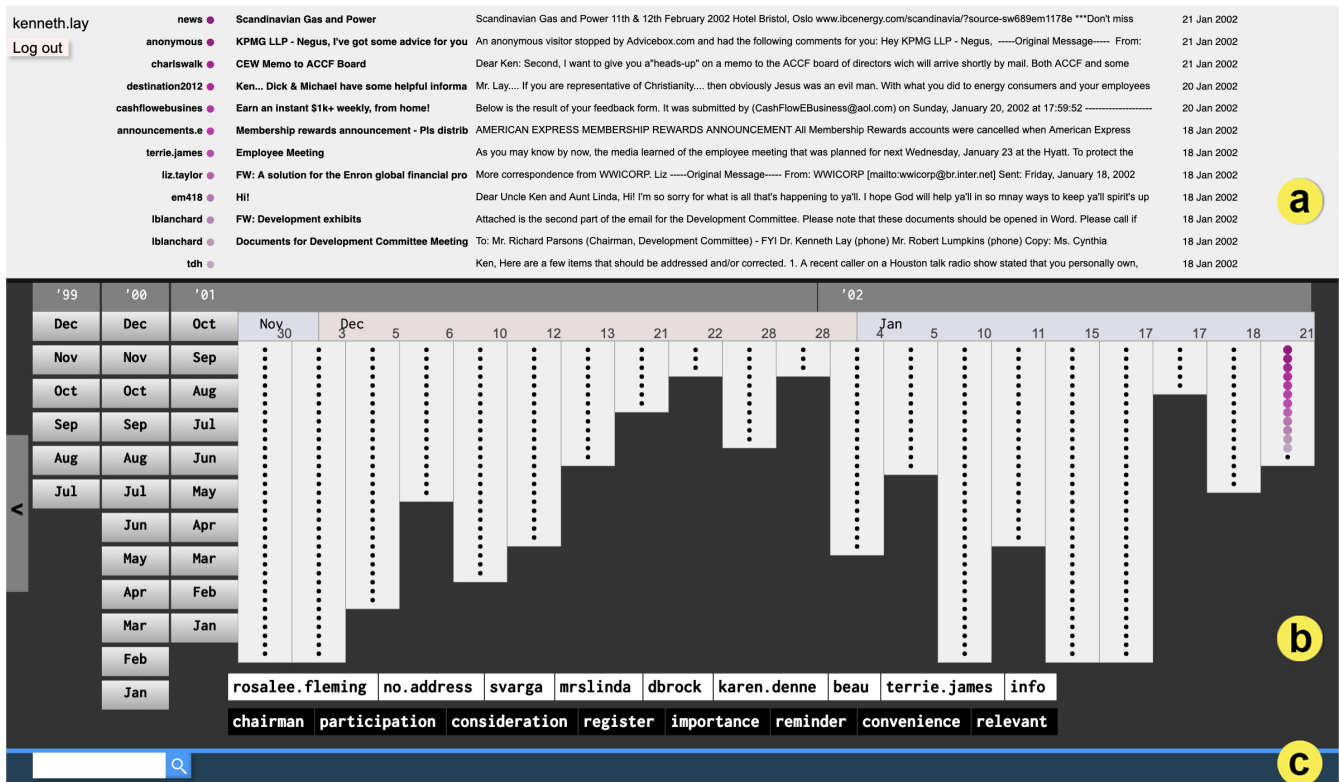 kenneth.lay
Log out
news Scandinavian Gas and Power Scandinavian Gas and Power 11th & 12th February 2002 Hotel Bristol, Oslo www.ibcenergy.com/scandinavia/?source-sw689em1178e ***Don't miss 21 Jan 2002
anonymous KPMG LLP - Negus, I've got some advice for you An anonymous visitor stopped by Advicebox.com and had the following comments for you: Hey KPMG LLP - Negus, -----Original Message----- From: 21 Jan 2002
charlswalk CEW Memo to ACCF Board Dear Ken: Second, I want to give you a"heads-up" on a memo to the ACCF board of directors wich will arrive shortly by mail. Both ACCF and some 21 Jan 2002
destination2012 Ken... Dick & Michael have some helpful informa Mr. Lay.... If you are representative of Christianity.... then obviously Jesus was an evil man. With what you did to energy consumers and your employees 20 Jan 2002
cashflowebusines Earn an instant $1k+ weekly, from home! Below is the result of your feedback form. It was submitted by (CashFlowEBusiness@aol.com) on Sunday, January 20, 2002 at 17:59:52 -------------------- 20 Jan 2002
announcements.e Membership rewards announcement - Pls distrib AMERICAN EXPRESS MEMBERSHIP REWARDS ANNOUNCEMENT All Membership Rewards accounts were cancelled when American Express 18 Jan 2002
terrie.james Employee Meeting As you may know by now, the media learned of the employee meeting that was planned for next Wednesday, January 23 at the Hyatt. To protect the 18 Jan 2002
liz.taylor FW: A solution for the Enron global financial pro More correspondence from WWICORP. Liz -----Original Message----- From: WWICORP [mailto:wwicorp@br.inter.net] Sent: Friday, January 18, 2002 18 Jan 2002
em418 Hi! Dear Uncle Ken and Aunt Linda, Hi! I'm so sorry for what is all that's happening to ya'll. I hope God will help ya'll in so mnay ways to keep ya'll spirit's up 18 Jan 2002
lblanchard FW: Development exhibits Attached is the second part of the email for the Development Committee. Please note that these documents should be opened in Word. Please call if 18 Jan 2002
lblanchard Documents for Development Committee Meeting To: Mr. Richard Parsons (Chairman, Development Committee) - FYI Dr. Kenneth Lay (phone) Mr. Robert Lumpkins (phone) Copy: Ms. Cynthia 18 Jan 2002
tdh Ken, Here are a few items that should be addressed and/or corrected. 1. A recent caller on a Houston talk radio show stated that you personally own, 18 Jan 2002
a
'99 '00 '01 '02
Dec Dec Oct Nov Dec Jan
30 3 5 6 10 12 13 21 22 28 28 4 5 10 11 15 17 17 18 21
Nov Nov Sep
Oct Oct Aug
Sep Sep Jul
Aug Aug Jun
Jul Jul May
<
Jun Apr
May Mar
Apr Feb
Mar Jan
Feb
Jan
b
rosalee.fleming no.address svarga mrslinda dbrock karen.denne beau terrie.james info
chairman participation consideration register importance reminder convenience relevant
c